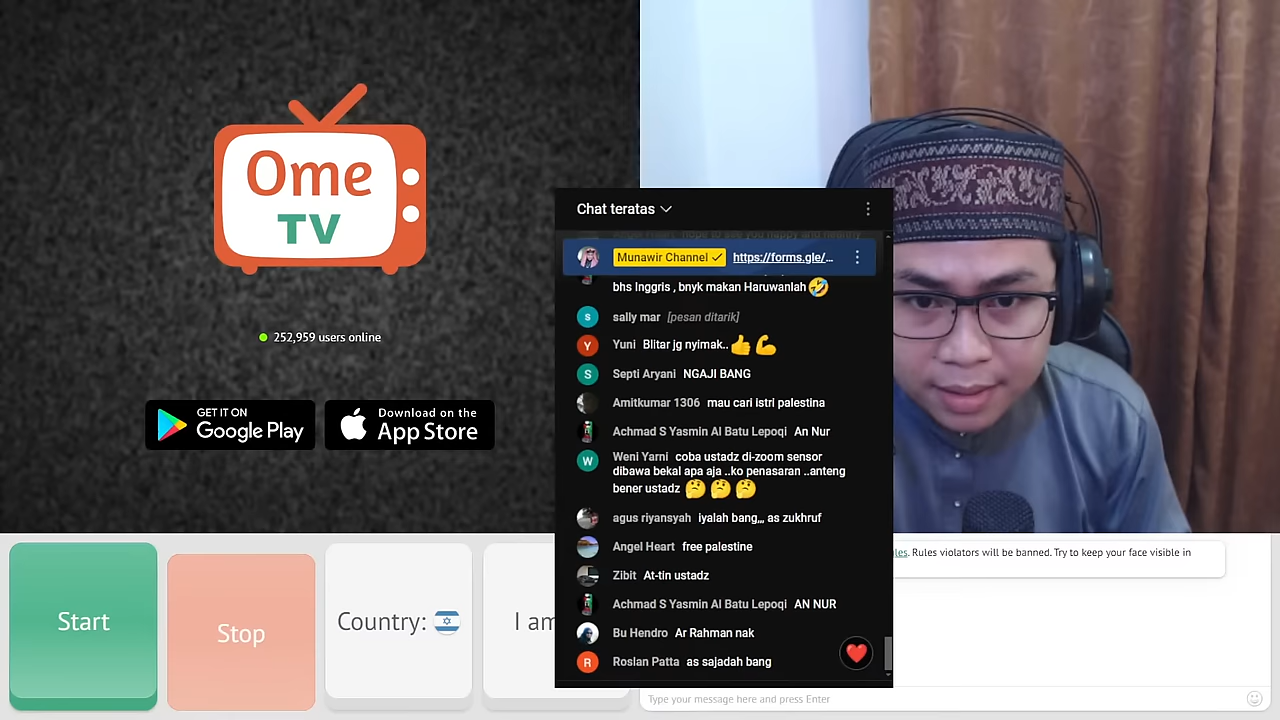 Ome
TV
252,959 users online
GET IT ON
Google Play
Download on the
App Store
Start
Stop
Country:
I am
Chat teratas
Munawir Channel https://forms.gle/...
bhs Inggris , bnyk makan Haruwanlah🤣
S sally mar [pesan ditarik]
Y Yuni Blitar jg nyimak..👍💪
S Septi Aryani NGAJI BANG
Amitkumar 1306 mau cari istri palestina
Achmad S Yasmin Al Batu Lepoqi An Nur
W Weni Yarni coba ustadz di-zoom sensor
dibawa bekal apa aja ..ko penasaran ..anteng
bener ustadz 🤔🤔🤔
agus riyansyah iyalah bang,,, as zukhruf
Angel Heart free palestine
Zibit At-tin ustadz
Achmad S Yasmin Al Batu Lepoqi AN NUR
Bu Hendro Ar Rahman nak
R Roslan Patta as sajadah bang
les. Rules violators will be banned. Try to keep your face visible in
Type your message here and press Enter